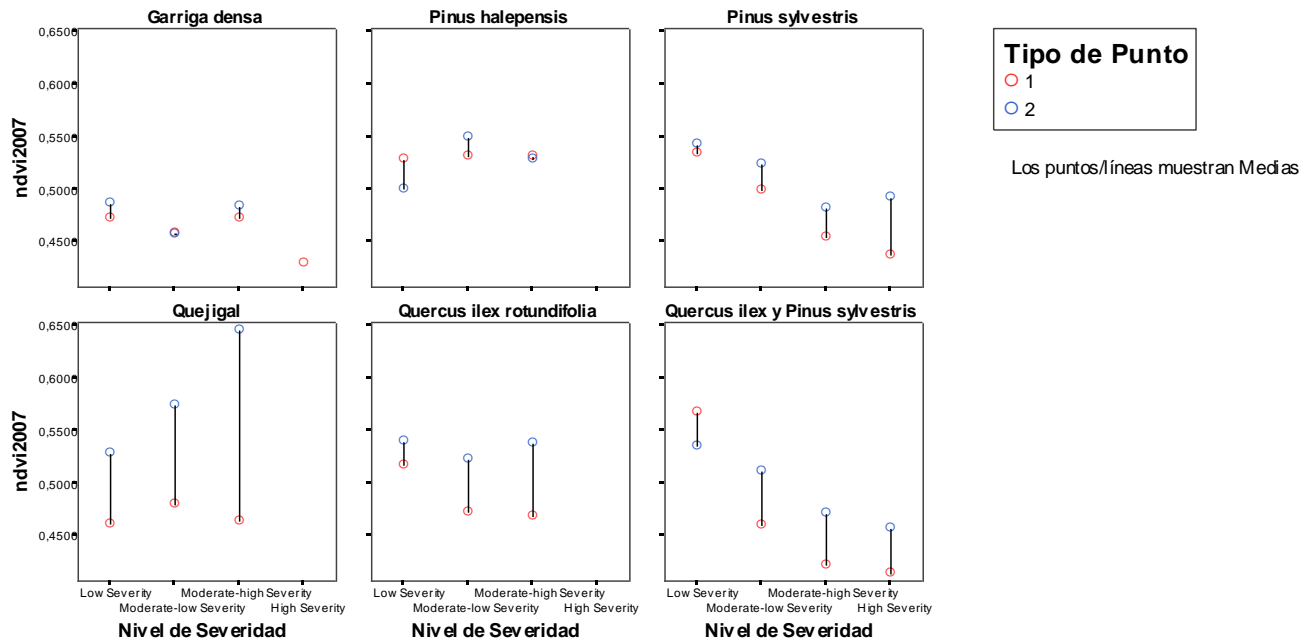 Garriga densa
Pinus halepensis
Pinus sylvestris
0,6500
0,6000
0,5500
0,5000
0,4500
ndvi2007
Tipo de Punto
1
2
Los puntos/líneas muestran Medias
Quejigal
Quercus ilex rotundifolia
Quercus ilex y Pinus sylvestris
0,6500
0,6000
0,5500
0,5000
0,4500
ndvi2007
Low Severity
Moderate-high Severity
Moderate-low Severity
High Severity
Low Severity
Moderate-high Severity
Moderate-low Severity
High Severity
Low Severity
Moderate-high Severity
Moderate-low Severity
High Severity
Nivel de Severidad
Nivel de Severidad
Nivel de Severidad